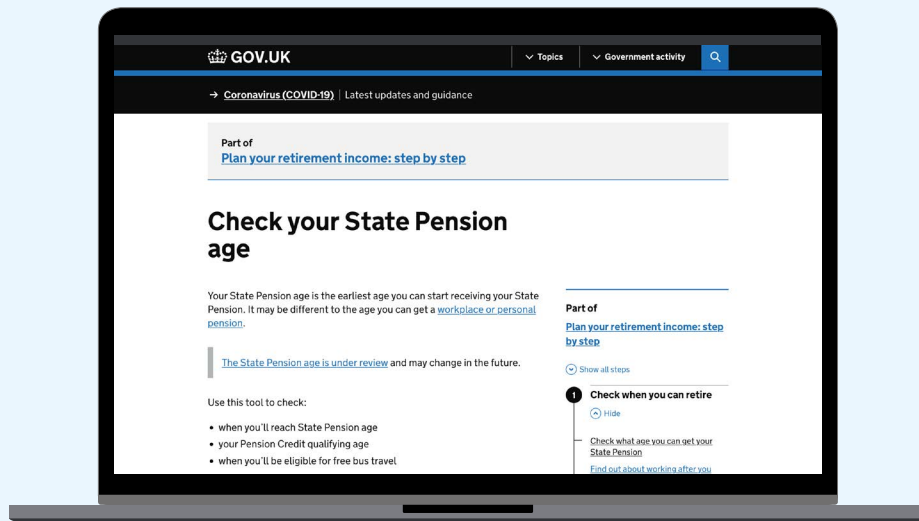 GOV.UK
Topics
Government activity
→ Coronavirus (COVID-19) | Latest updates and guidance
Part of
Plan your retirement income: step by step
Check your State Pension
age
Your State Pension age is the earliest age you can start receiving your State
Pension. It may be different to the age you can get a workplace or personal
pension.
The State Pension age is under review and may change in the future.
Use this tool to check:
• when you'll reach State Pension age
• your Pension Credit qualifying age
• when you'll be eligible for free bus travel
Part of
Plan your retirement income: step
by step
Show all steps
1 Check when you can retire
Hide
Check what age you can get your
State Pension
Find out about working after you